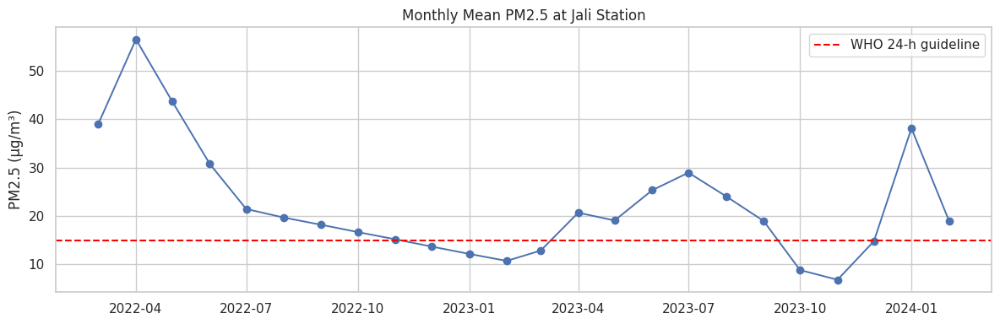 Monthly Mean PM2.5 at Jali Station
WHO 24-h guideline
PM2.5 (µg/m³)
50
40
30
20
10
2022-04 2022-07 2022-10 2023-01 2023-04 2023-07 2023-10 2024-01